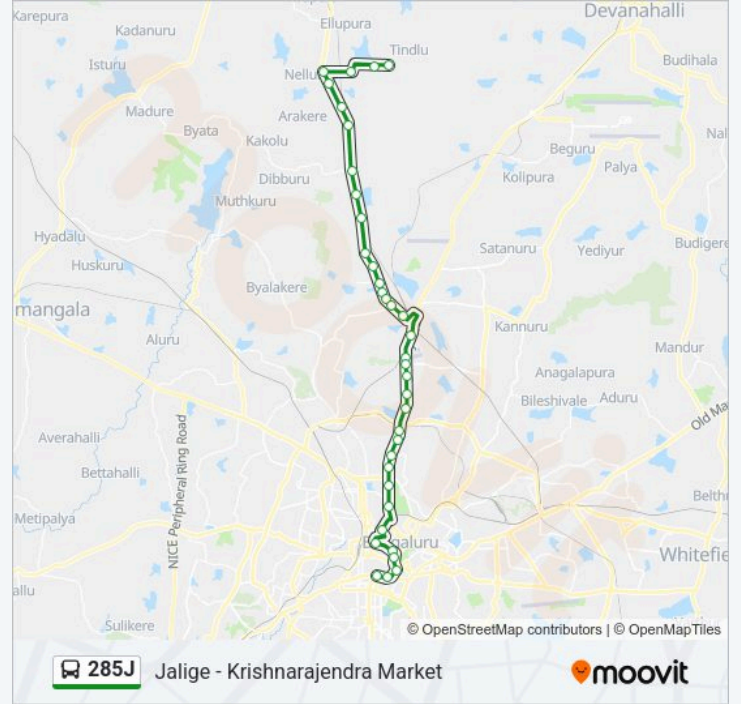 Karepura
Ellupura
Devanahalli
Kadanuru
Tindlu
Isturu
Nellu
Budihala
Madure
Arakere
Byata
Kakolu
Beguru
Nal
Dibburu
Palya
Kolipura
Muthkuru
Hyadalu
Satanuru
Yediyur
Budigere
Huskuru
Byalakere
mangala
Kannuru
Aluru
Mandur
Anagalapura
Bileshivale
Aduru
Old Ma
Averahalli
NICE Peripheral Ring Road
Bettahalli
Belth
Metipalya
Bengaluru
Whitefie
allu
Sulikere
© OpenStreetMap contributors | © OpenMapTiles
285J Jalige - Krishnarajendra Market
moovit